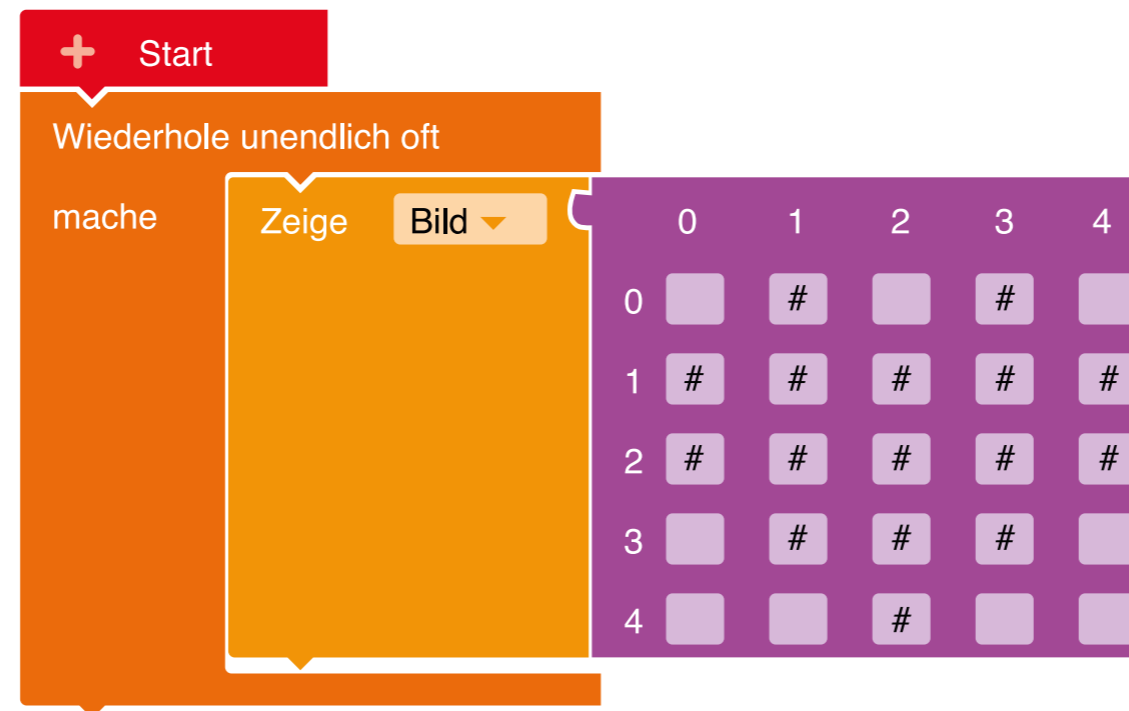 Start
Wiederhole unendlich oft
mache Zeige Bild 0 1 2 3 4
0 # #
1 # # # # #
2 # # # # #
3 # # #
4 #